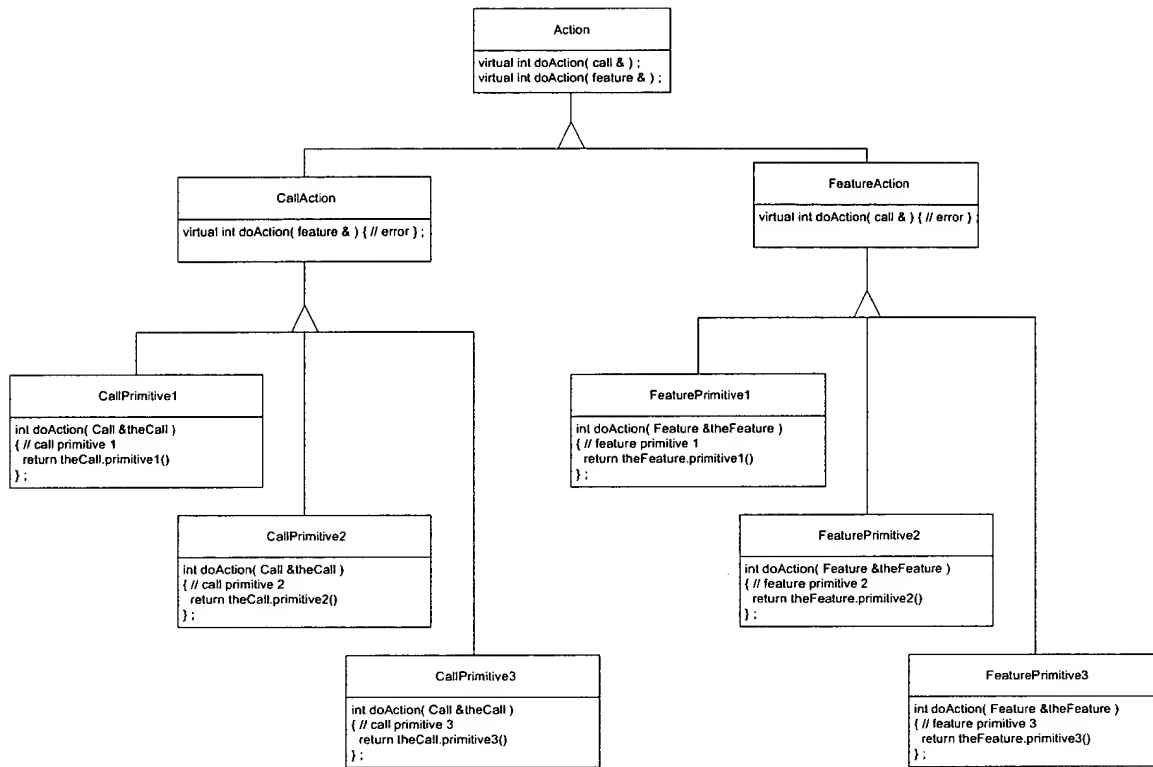 Action
virtual int doAction( call & ) ;
virtual int doAction( feature & ) ;
CallAction
virtual int doAction( feature & ) { // error } ;
FeatureAction
virtual int doAction( call & ) { // error } ;
CallPrimitive1
int doAction( Call &theCall )
{ // call primitive 1
return theCall.primitive1()
} ;
FeaturePrimitive1
int doAction( Feature &theFeature )
{ // feature primitive 1
return theFeature.primitive1()
} ;
CallPrimitive2
int doAction( Call &theCall )
{ // call primitive 2
return theCall.primitive2()
} ;
FeaturePrimitive2
int doAction( Feature &theFeature )
{ // feature primitive 2
return theFeature.primitive2()
} ;
CallPrimitive3
int doAction( Call &theCall )
{ // call primitive 3
return theCall.primitive3()
} ;
FeaturePrimitive3
int doAction( Feature &theFeature )
{ // feature primitive 3
return theFeature.primitive3()
} ;